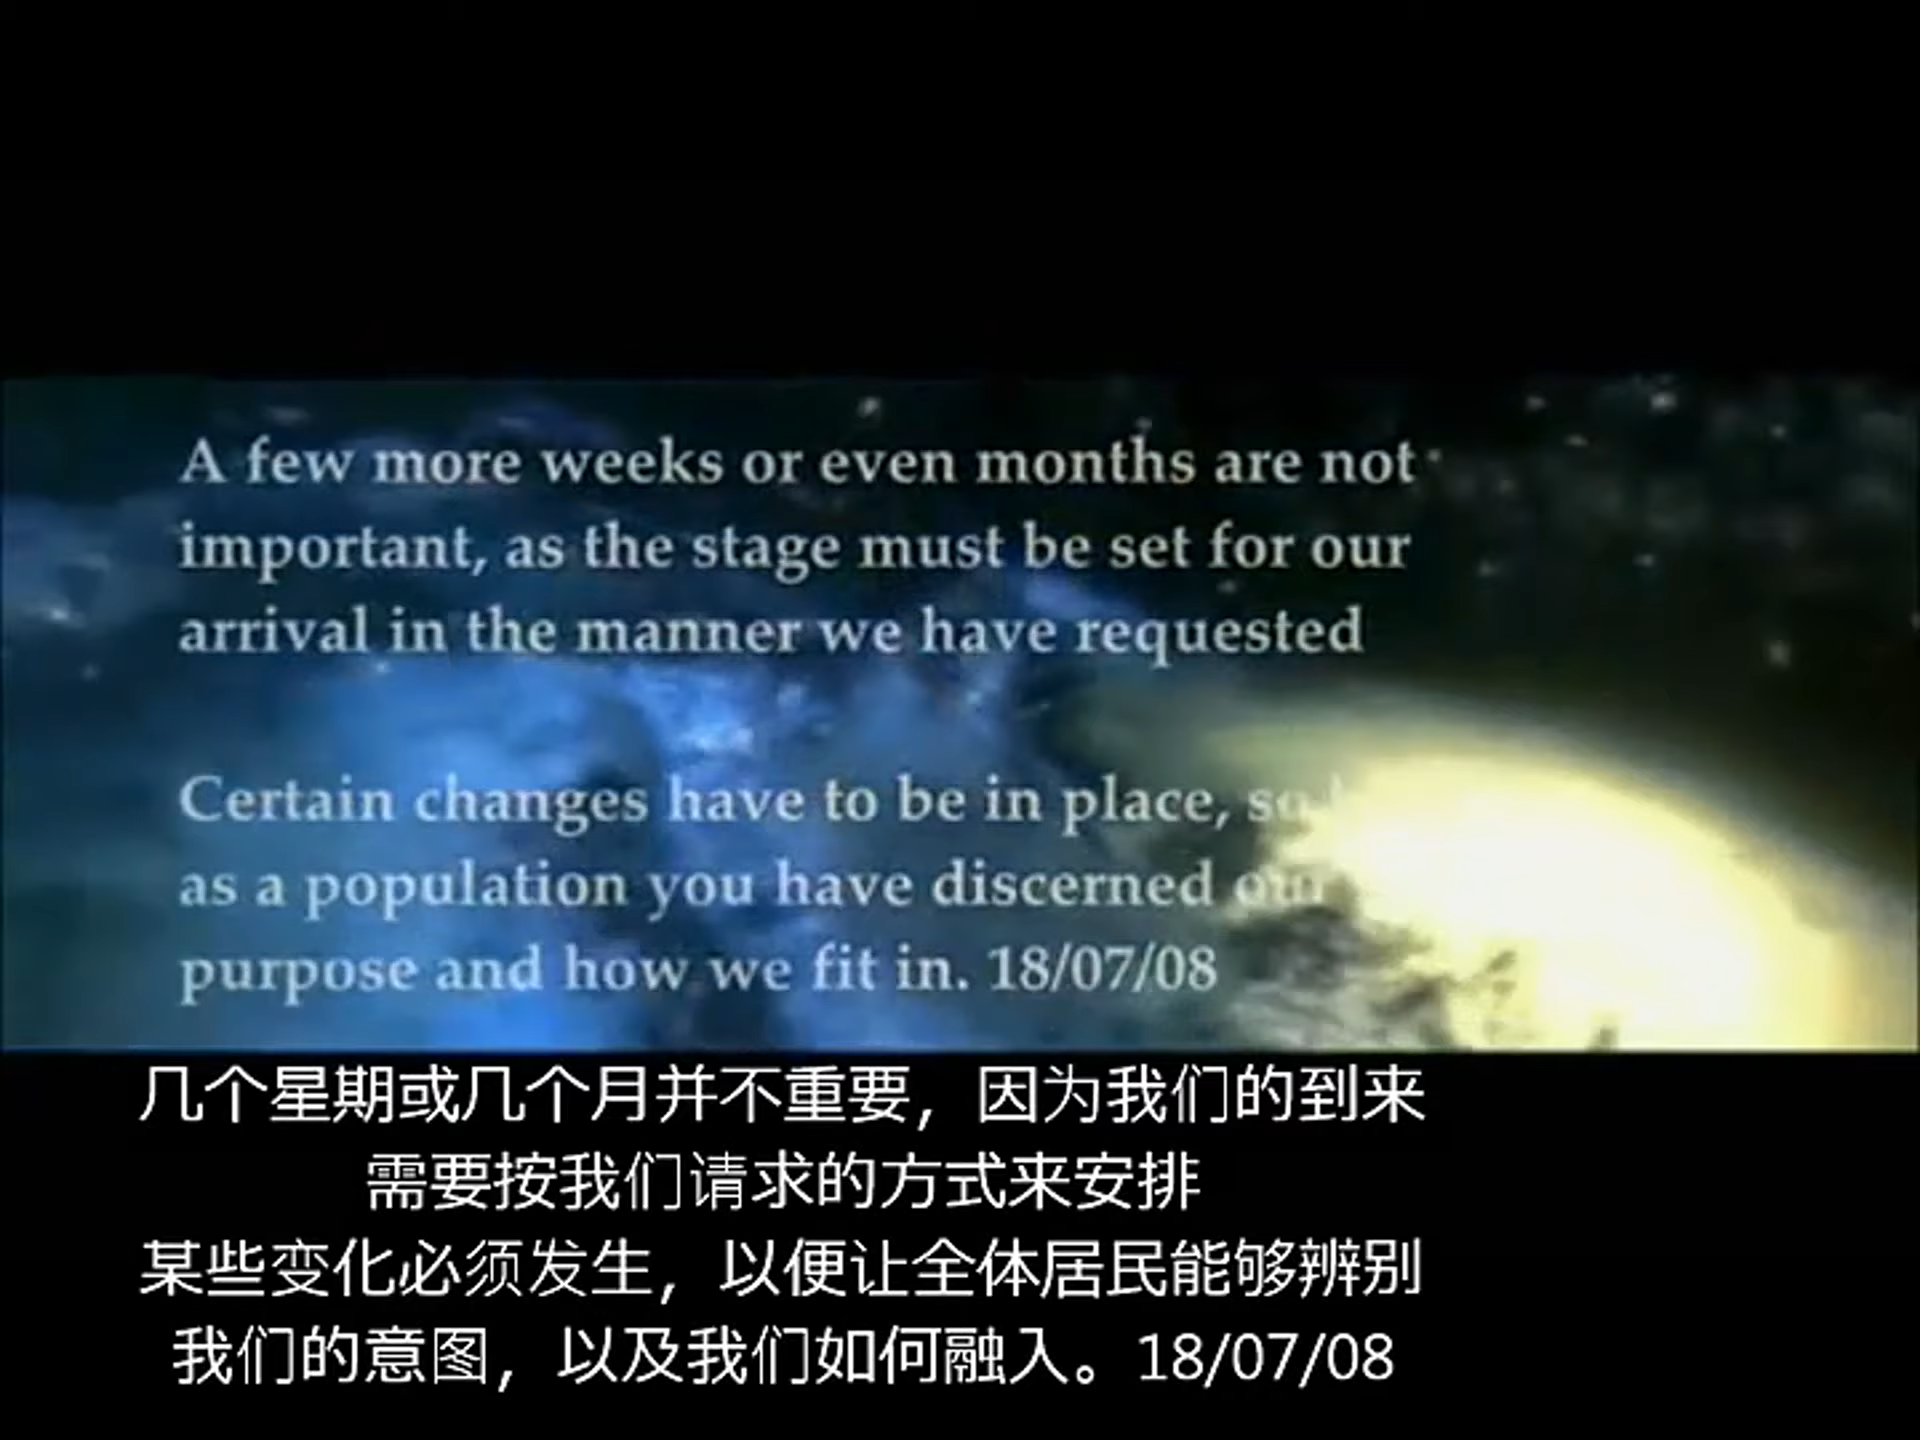 A few more weeks or even months are not
important, as the stage must be set for our
arrival in the manner we have requested
Certain changes have to be in place, so
as a population you have discerned our
purpose and how we fit in. 18/07/08
几个星期或几个月并不重要，因为我们的到来
需要按我们请求的方式来安排
某些变化必须发生，以便让全体居民能够辨别
我们的意图，以及我们如何融入。18/07/08